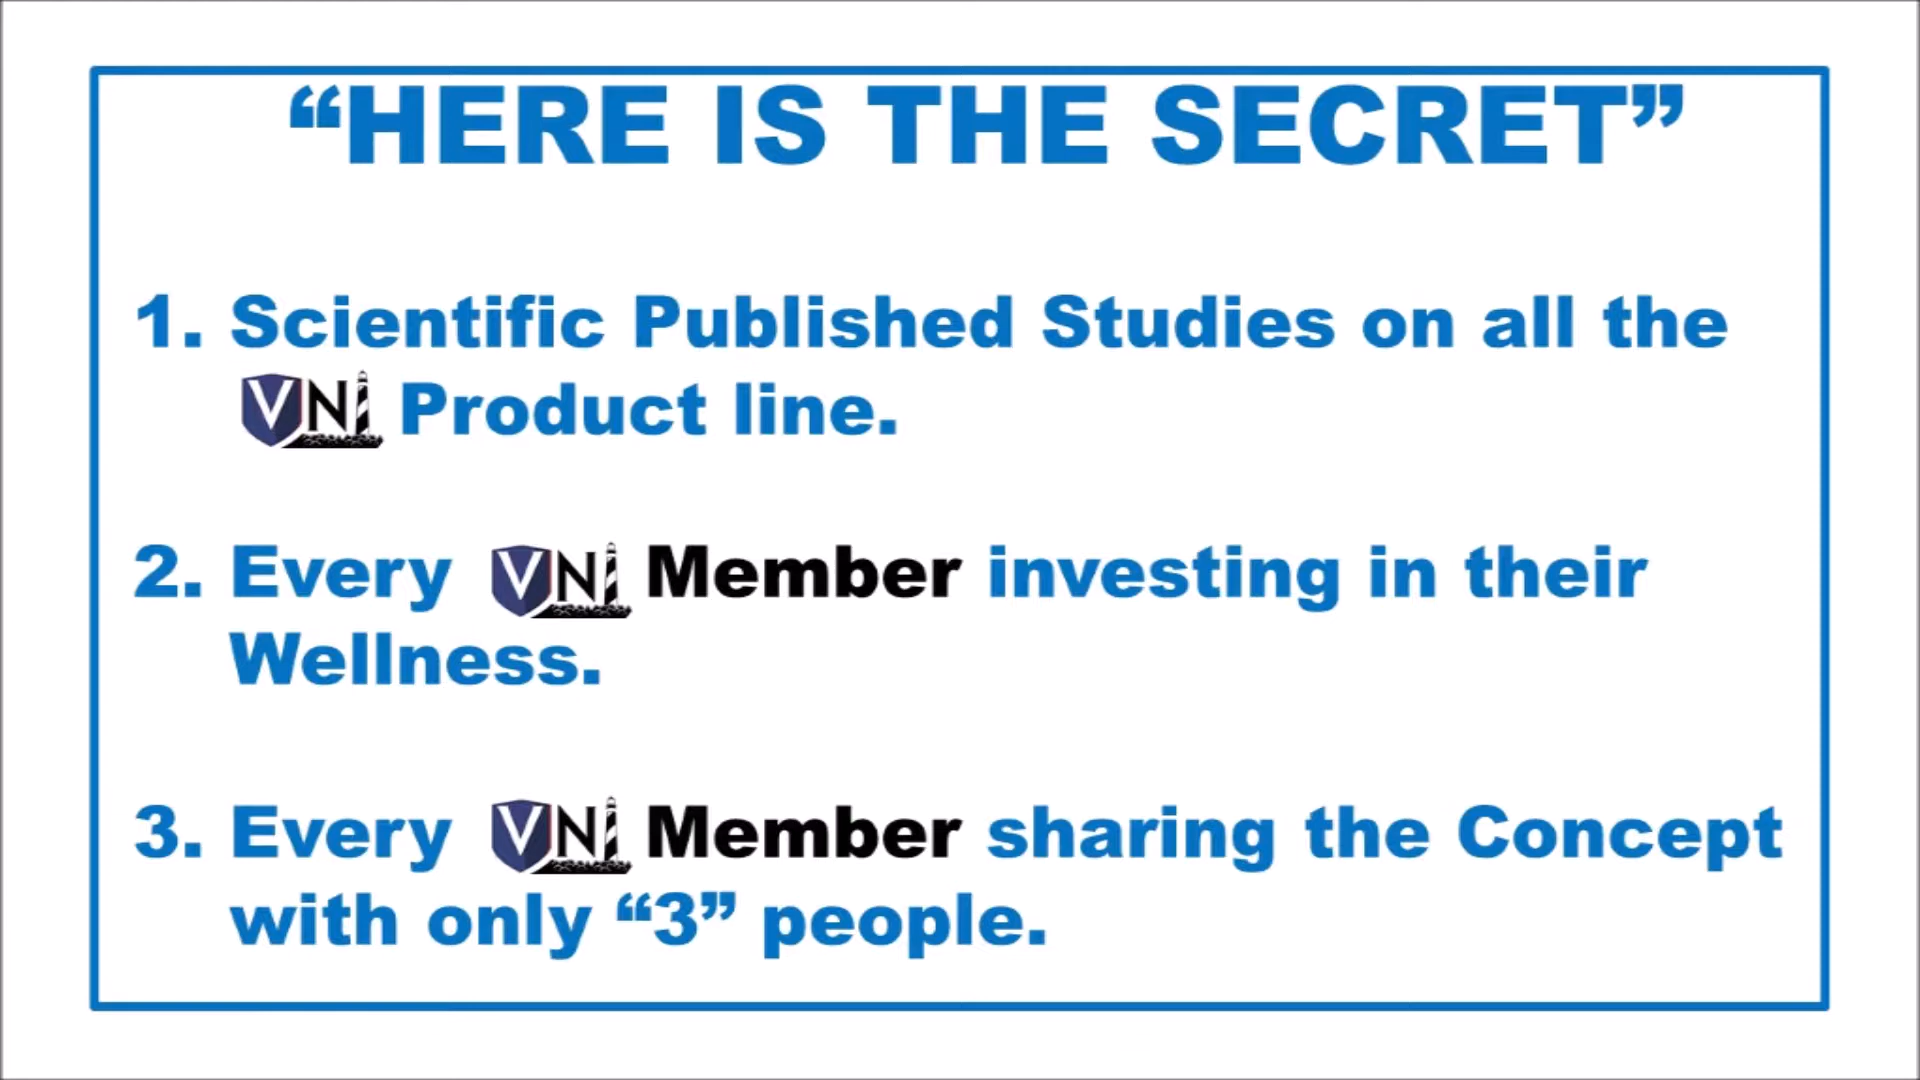 “HERE IS THE SECRET”
1. Scientific Published Studies on all the
VNi Product line.
2. Every VNi Member investing in their
Wellness.
3. Every VNi Member sharing the Concept
with only “3” people.